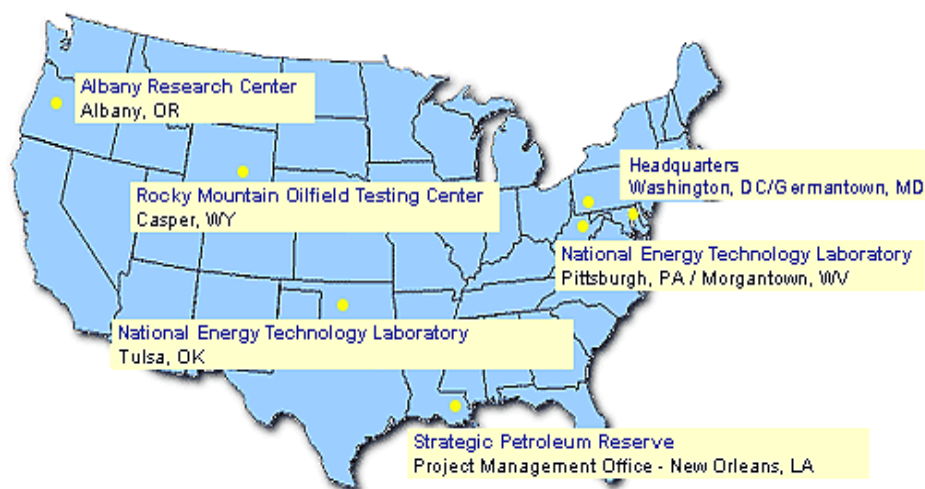 Albany Research Center
Albany, OR
Headquarters
Washington, DC/Germantown, MD
Rocky Mountain Oilfield Testing Center
Casper, WY
National Energy Technology Laboratory
Pittsburgh, PA / Morgantown, WV
National Energy Technology Laboratory
Tulsa, OK
Strategic Petroleum Reserve
Project Management Office - New Orleans, LA